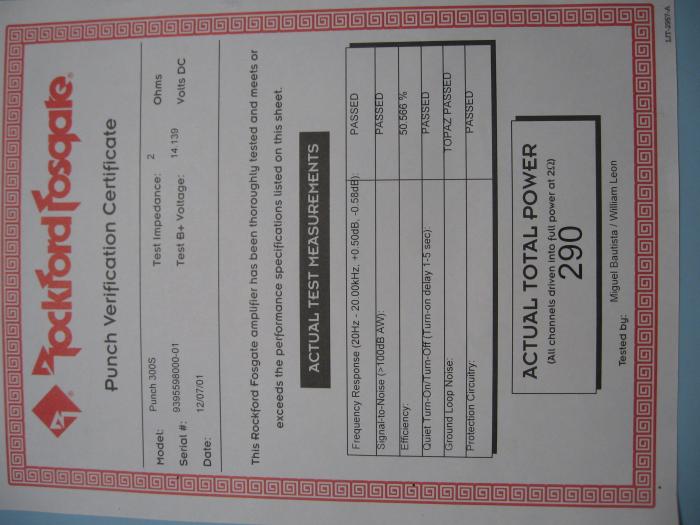 Rockford Fosgate®
Punch Verification Certificate
Model: Punch 300S Test Impedance: 2 Ohms
Serial #: 9395598000-01 Test B+ Voltage: 14.139 Volts DC
Date: 12/07/01
This Rockford Fosgate amplifier has been thoroughly tested and meets or
exceeds the performance specifications listed on this sheet.
ACTUAL TEST MEASUREMENTS
Frequency Response (20Hz - 20.00kHz, +0.50dB, -0.58dB): PASSED
Signal-to-Noise (>100dB AW): PASSED
Efficiency: 50.566 %
Quiet Turn-On/Turn-Off (Turn-on delay 1-5 sec): PASSED
Ground Loop Noise: TOPAZ PASSED
Protection Circuitry: PASSED
ACTUAL TOTAL POWER
(All channels driven into full power at 2Ω)
290
Tested by: Miguel Bautista / William Leon
LIT-2957-A